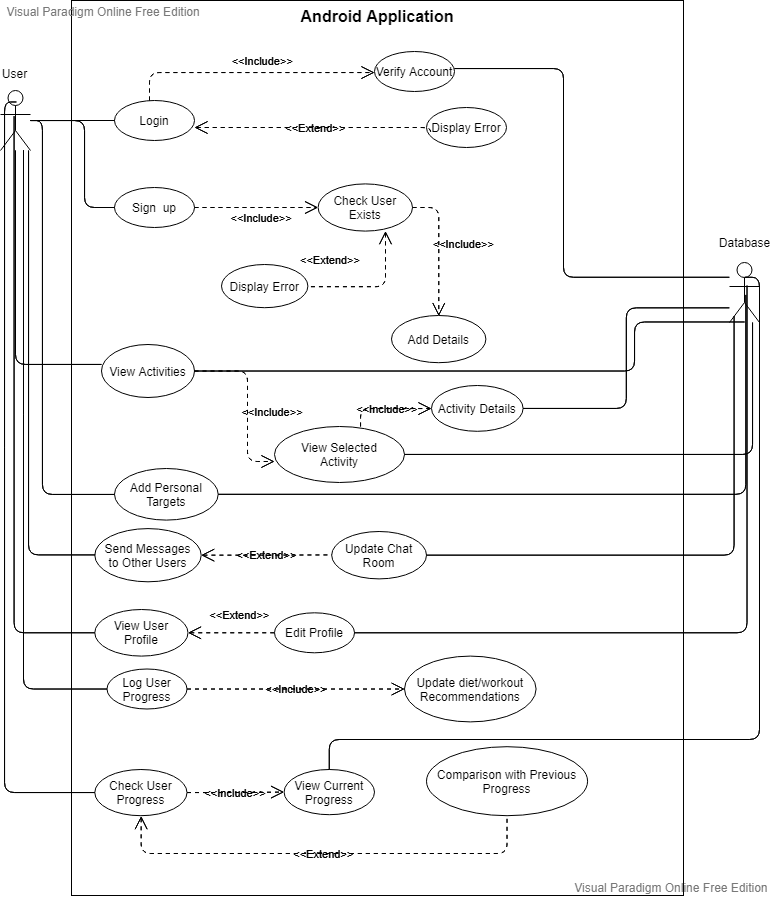 Visual Paradigm Online Free Edition
Android Application
User
<<Include>>
Verify Account
Login
<<Extend>>
Display Error
Sign up
<<Include>>
Check User
Exists
<<Include>>
<<Extend>>
Display Error
Database
Add Details
View Activities
<<Include>>
<<Include>>
Activity Details
View Selected
Activity
Add Personal
Targets
Send Messages
to Other Users
<<Extend>>
Update Chat
Room
View User
Profile
<<Extend>>
Edit Profile
Log User
Progress
<<Include>>
Update diet/workout
Recommendations
Check User
Progress
<<Include>>
View Current
Progress
Comparison with Previous
Progress
<<Extend>>
Visual Paradigm Online Free Edition